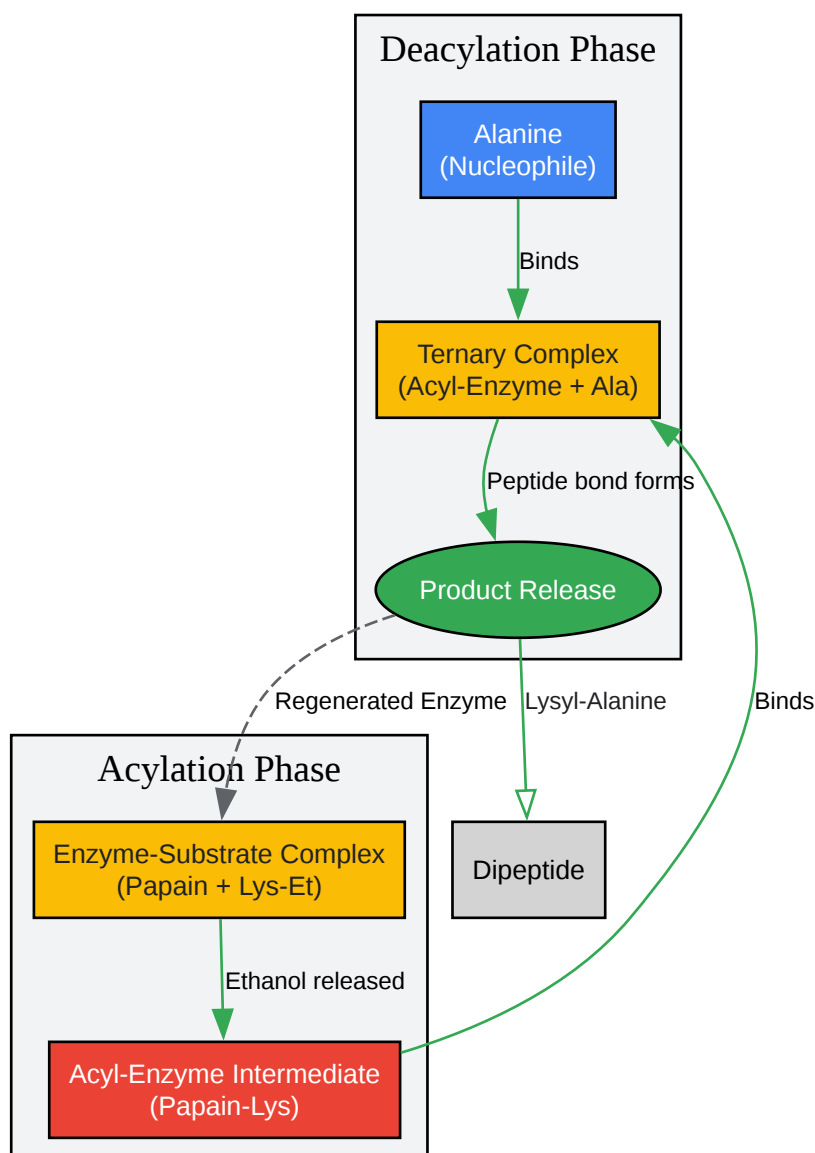 Deacylation Phase
Alanine
(Nucleophile)
Binds
Ternary Complex
(Acyl-Enzyme + Ala)
Peptide bond forms
Product Release
Regenerated Enzyme
Lysyl-Alanine
Binds
Acylation Phase
Enzyme-Substrate Complex
(Papain + Lys-Et)
Dipeptide
Ethanol released
Acyl-Enzyme Intermediate
(Papain-Lys)